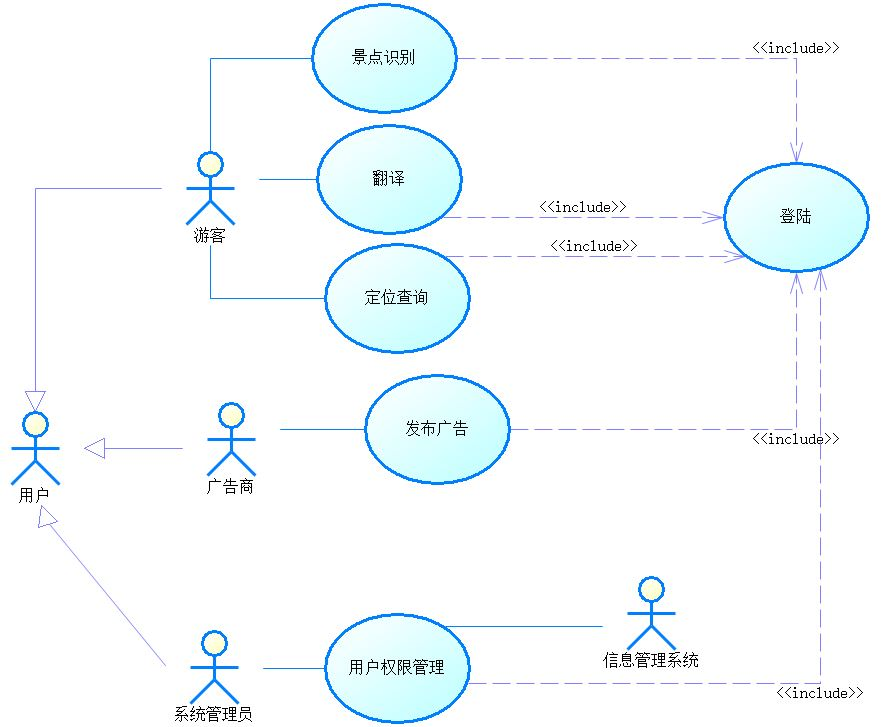 景点识别
<<include>>
翻译
<<include>>
登陆
游客
<<include>>
定位查询
发布广告
<<include>>
用户
广告商
用户权限管理
信息管理系统
<<include>>
系统管理员